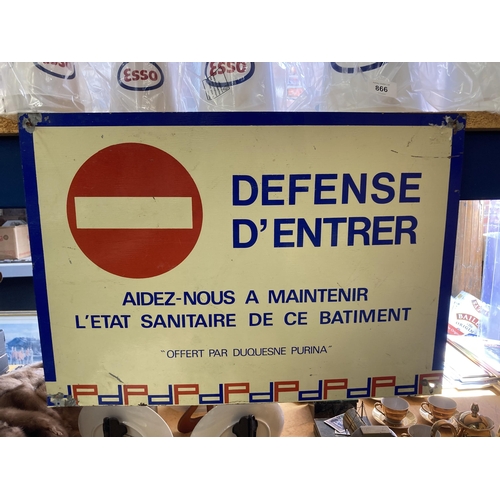 Esso
Esso
Esso
866
DEFENSE
D'ENTRER
AIDEZ-NOUS A MAINTENIR
L'ETAT SANITAIRE DE CE BATIMENT
"OFFERT PAR DUQUESNE PURINA"